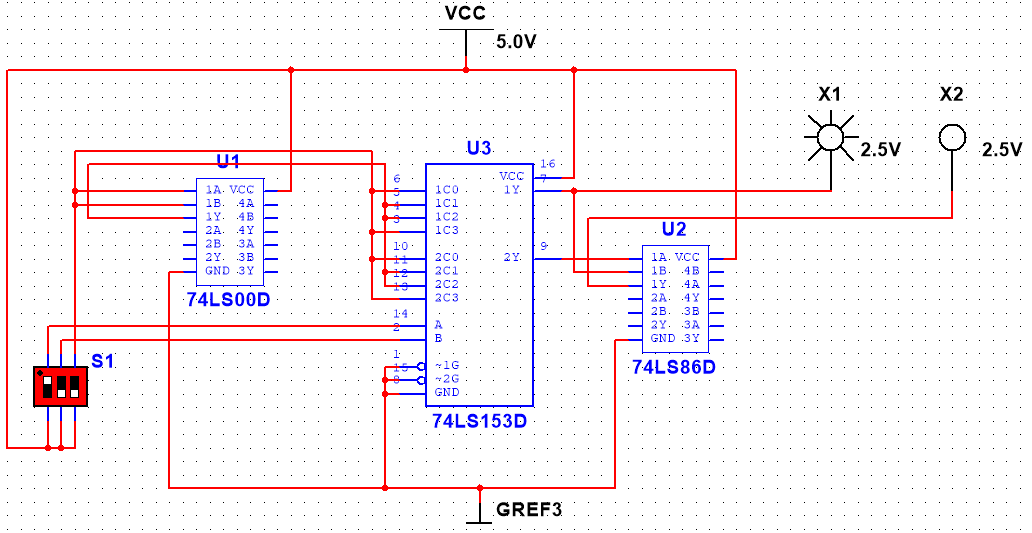 VCC
5.0V
X1
X2
2.5V
2.5V
U1
1A VCC
1B 4A
1Y 4B
2A 4Y
2B 3A
2Y 3B
GND 3Y
74LS00D
U3
16
VCC
7
1Y
6
1C0
5
1C1
4
1C2
3
1C3
10
2C0
9
2Y
11
2C1
12
2C2
13
2C3
14
A
2
B
1
~1G
15
~2G
8
GND
74LS153D
U2
1A VCC
1B 4B
1Y 4A
2A 4Y
2B 3B
2Y 3A
GND 3Y
74LS86D
S1
GREF3